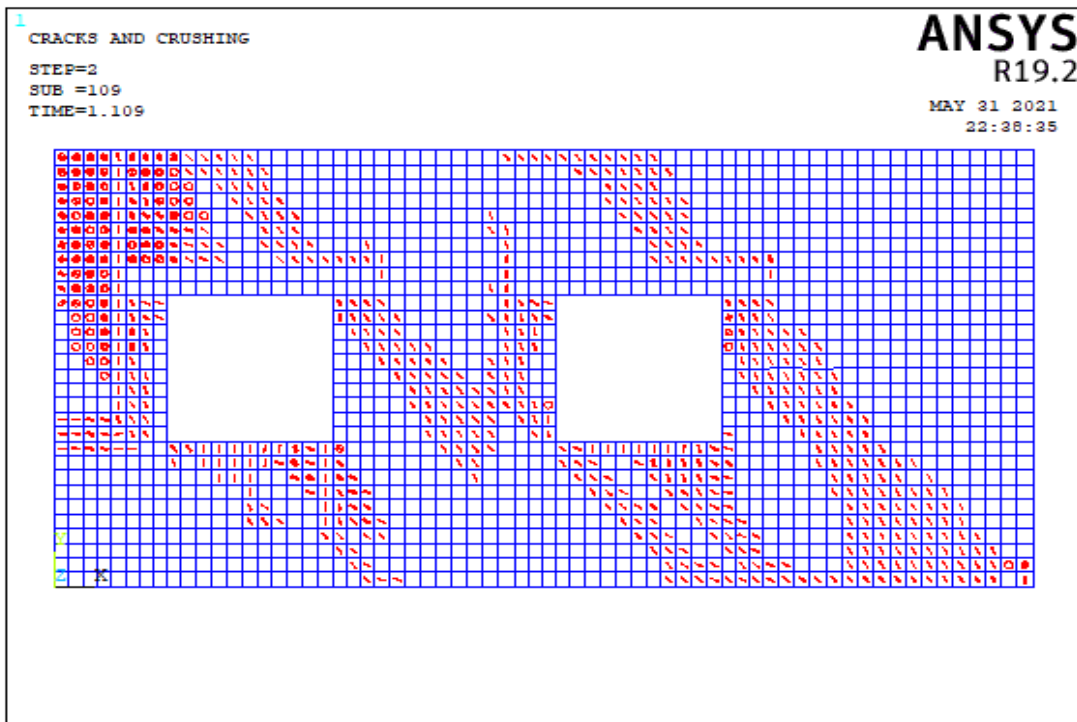 1
CRACKS AND CRUSHING
STEP=2
SUB =109
TIME=1.109
ANSYS
R19.2
MAY 31 2021
22:38:35
Y
Z X